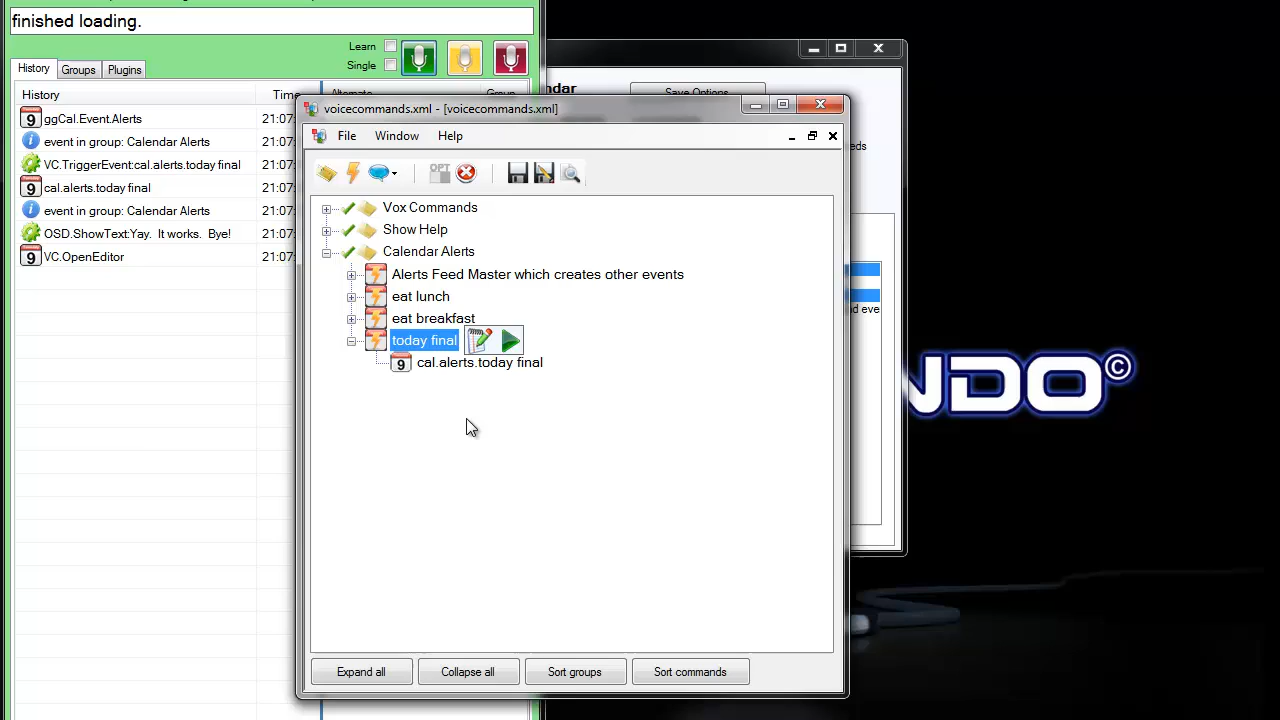 finished loading.
Learn
Single
History
Groups
Plugins
History
Time
Alternate
Group
ggCal.Event.Alerts
21:07:
event in group: Calendar Alerts
21:07:
VC.TriggerEvent:cal.alerts.today final
21:07:
cal.alerts.today final
21:07:
event in group: Calendar Alerts
21:07:
OSD.ShowText:Yay. It works. Bye!
21:07:
VC.OpenEditor
21:07:
voicecommands.xml - [voicecommands.xml]
File
Window
Help
OPT
Vox Commands
Show Help
Calendar Alerts
Alerts Feed Master which creates other events
eat lunch
eat breakfast
today final
cal.alerts.today final
Expand all
Collapse all
Sort groups
Sort commands
Save Options
NDO©